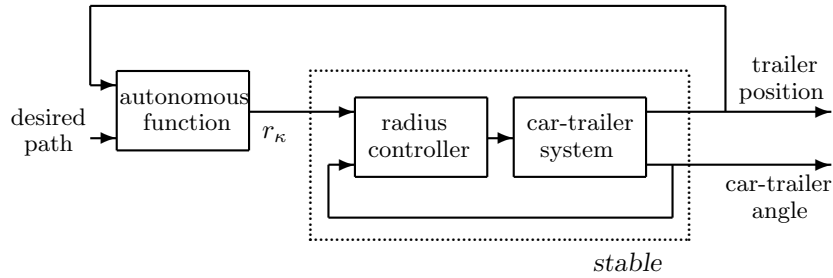 trailer
position
autonomous
function
desired
path
r_κ
radius
controller
car-trailer
system
car-trailer
angle
stable